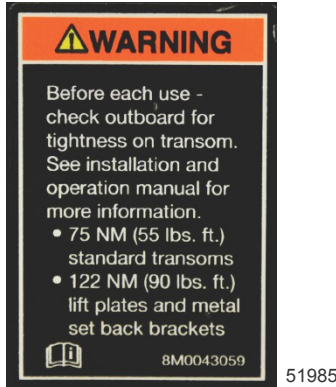 WARNING
Before each use -
check outboard for
tightness on transom.
See installation and
operation manual for
more information.
• 75 NM (55 lbs. ft.)
standard transoms
• 122 NM (90 lbs. ft.)
lift plates and metal
set back brackets
8M0043059
51985